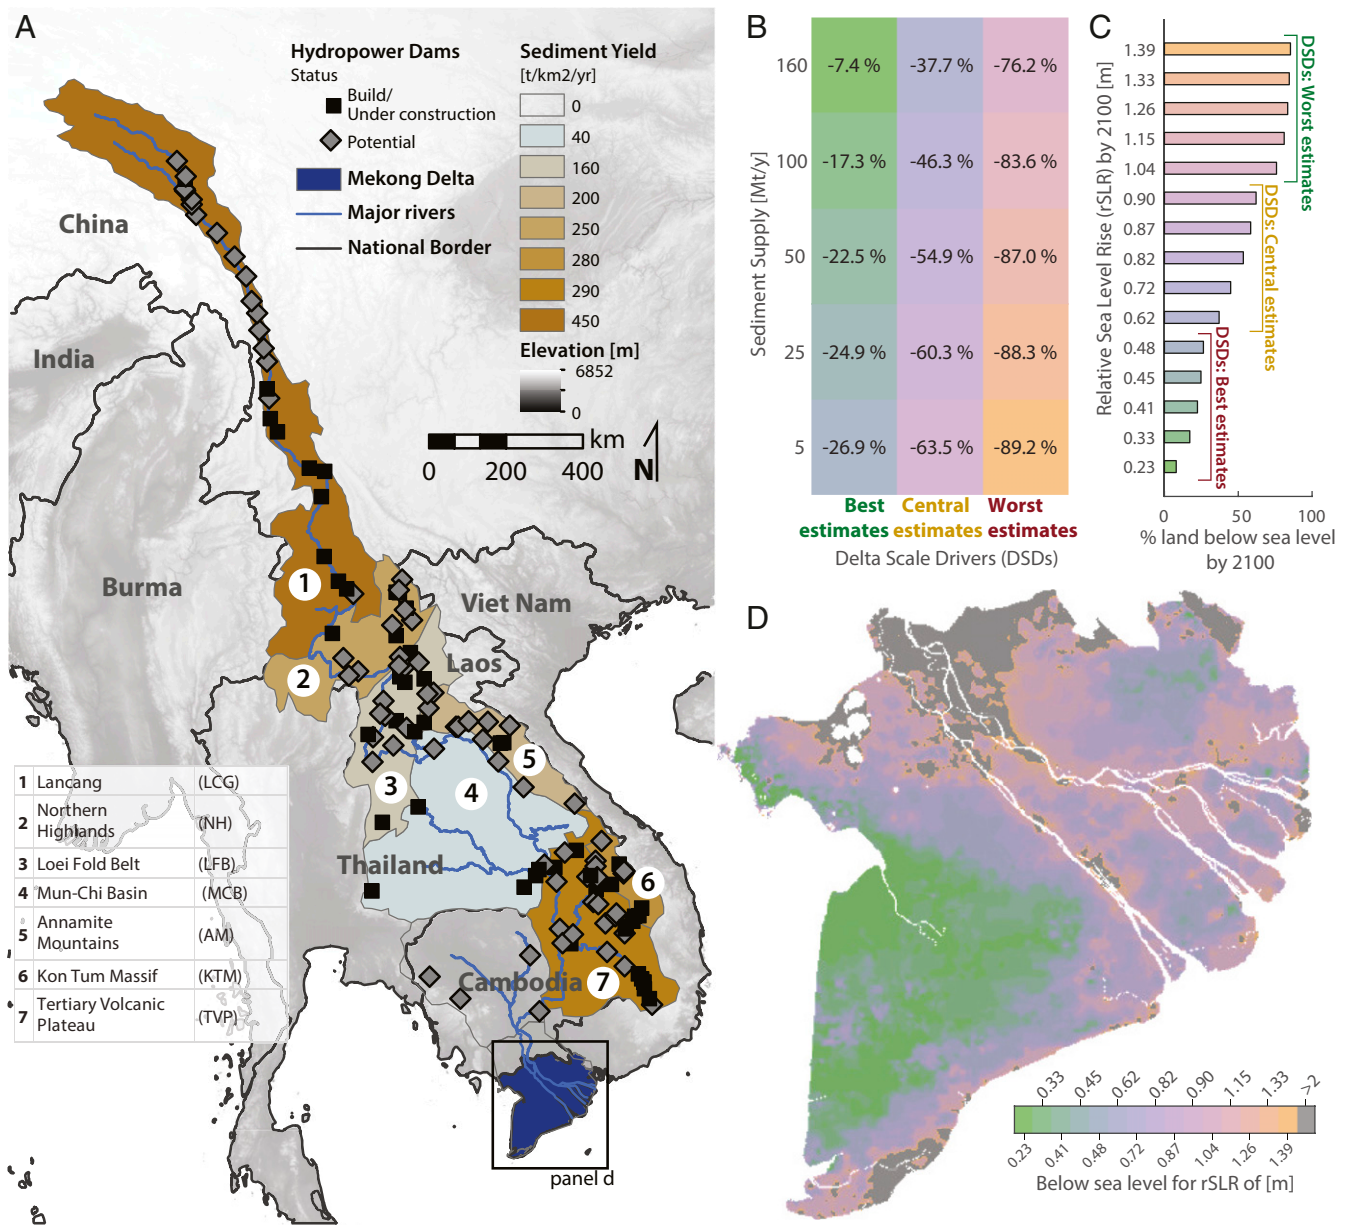 A
Hydropower Dams
Status
Build/
Under construction
Potential
Mekong Delta
Major rivers
National Border
Sediment Yield
[t/km2/yr]
0
40
160
200
250
280
290
450
Elevation [m]
6852
0
km
0 200 400
N
China
India
Burma
Viet Nam
Laos
Thailand
Cambodia
1
2
3
4
5
6
7
1 Lancang (LCG)
2 Northern Highlands (NH)
3 Loei Fold Belt (LFB)
4 Mun-Chi Basin (MCB)
5 Annamite Mountains (AM)
6 Kon Tum Massif (KTM)
7 Tertiary Volcanic Plateau (TVP)
panel d
B
Sediment Supply [Mt/y]
160 -7.4 % -37.7 % -76.2 %
100 -17.3 % -46.3 % -83.6 %
50 -22.5 % -54.9 % -87.0 %
25 -24.9 % -60.3 % -88.3 %
5 -26.9 % -63.5 % -89.2 %
Best estimates
Central estimates
Worst estimates
Delta Scale Drivers (DSDs)
C
Relative Sea Level Rise (rSLR) by 2100 [m]
1.39
1.33
1.26
1.15
1.04
0.90
0.87
0.82
0.72
0.62
0.48
0.45
0.41
0.33
0.23
DSDs: Worst estimates
DSDs: Central estimates
DSDs: Best estimates
0 50 100
% land below sea level
by 2100
D
0.33 0.45 0.62 0.82 0.90 1.15 1.33 >2
0.23 0.41 0.48 0.72 0.87 1.04 1.26 1.39
Below sea level for rSLR of [m]